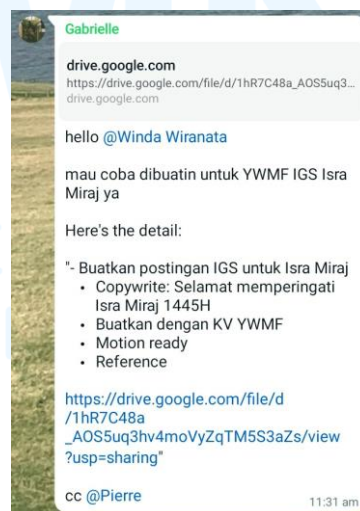 Gabrielle
drive.google.com
https://drive.google.com/file/d/1hR7C48a_AOS5uq3...
drive.google.com
hello @Winda Wiranata
mau coba dibuatin untuk YWMF IGS Isra
Miraj ya
Here's the detail:
"- Buatkan postingan IGS untuk Isra Miraj
• Copywrite: Selamat memperingati
Isra Miraj 1445H
• Buatkan dengan KV YWMF
• Motion ready
• Reference
https://drive.google.com/file/d
/1hR7C48a
_AOS5uq3hv4moVyZqTM5S3aZs/view
?usp=sharing"
cc @Pierre
11:31 am